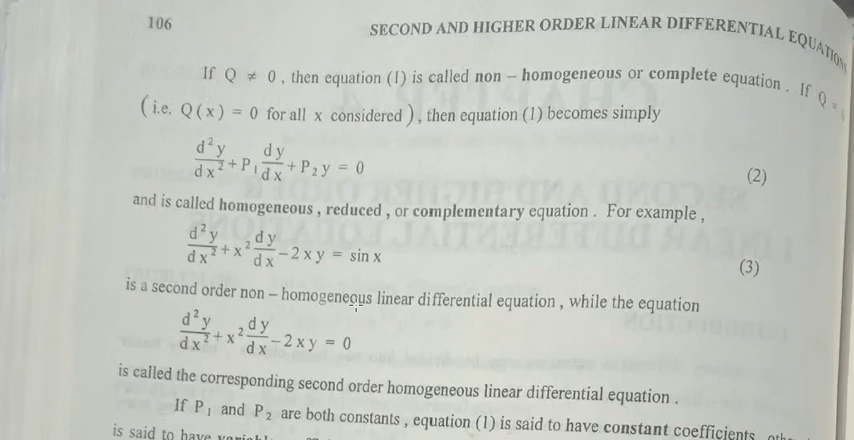 106
SECOND AND HIGHER ORDER LINEAR DIFFERENTIAL EQUATIONS
If Q ≠ 0 , then equation (1) is called non – homogeneous or complete equation . If Q =
( i.e. Q ( x ) = 0 for all x considered ) , then equation (1) becomes simply
d²y/dx² + P₁ dy/dx + P₂ y = 0 (2)
and is called homogeneous , reduced , or complementary equation . For example ,
d²y/dx² + x² dy/dx – 2 x y = sin x (3)
is a second order non – homogeneous linear differential equation , while the equation
d²y/dx² + x² dy/dx – 2 x y = 0
is called the corresponding second order homogeneous linear differential equation .
If P₁ and P₂ are both constants , equation (1) is said to have constant coefficients
is said to have